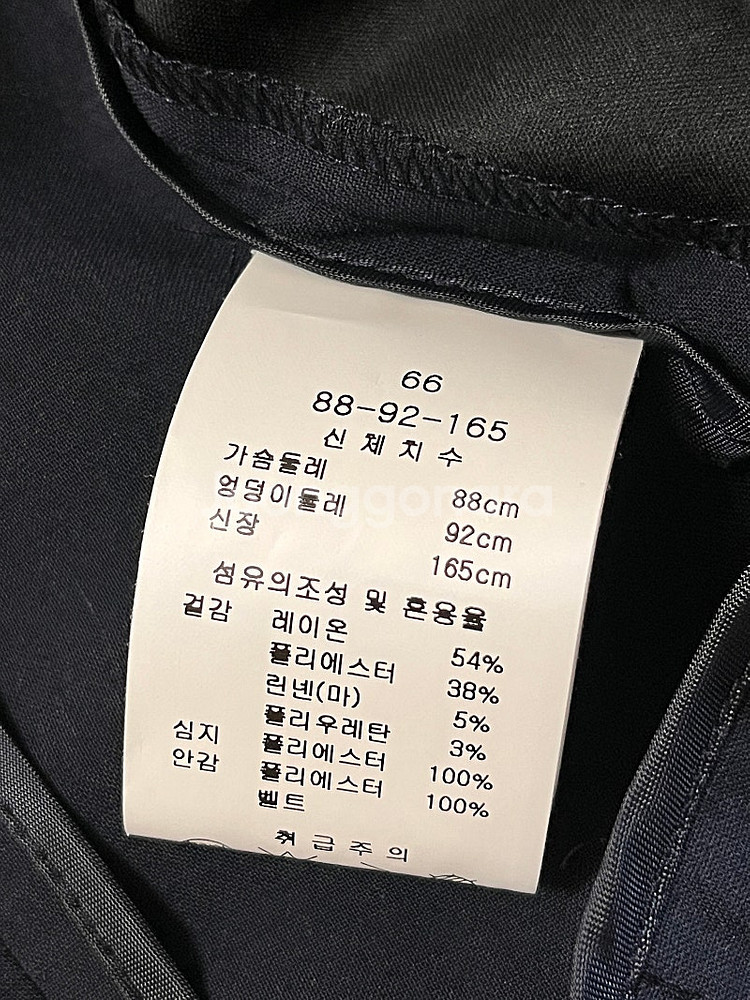 66
88-92-165
신체치수
가슴둘레 88cm
엉덩이둘레 92cm
신장 165cm
섬유의조성 및 혼용율
겉감 레이온 54%
폴리에스터 38%
린넨(마) 5%
폴리우레탄 3%
심지 폴리에스터 100%
안감 폴리에스터 100%
벨트
취급주의